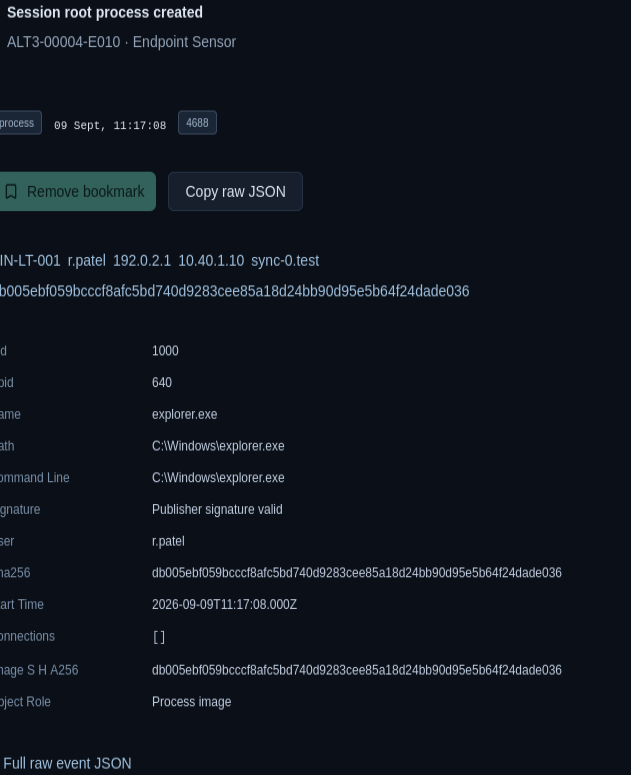 Session root process created
ALT3-00004-E010 · Endpoint Sensor
process 09 Sept, 11:17:08 4688
Remove bookmark Copy raw JSON
IN-LT-001 r.patel 192.0.2.1 10.40.1.10 sync-0.test
b005ebf059bcccf8afc5bd740d9283cee85a18d24bb90d95e5b64f24dade036
d 1000
pid 640
ame explorer.exe
ath C:\Windows\explorer.exe
ommand Line C:\Windows\explorer.exe
gnature Publisher signature valid
ser r.patel
ha256 db005ebf059bcccf8afc5bd740d9283cee85a18d24bb90d95e5b64f24dade036
art Time 2026-09-09T11:17:08.000Z
onnections []
mage S H A256 db005ebf059bcccf8afc5bd740d9283cee85a18d24bb90d95e5b64f24dade036
bject Role Process image
Full raw event JSON